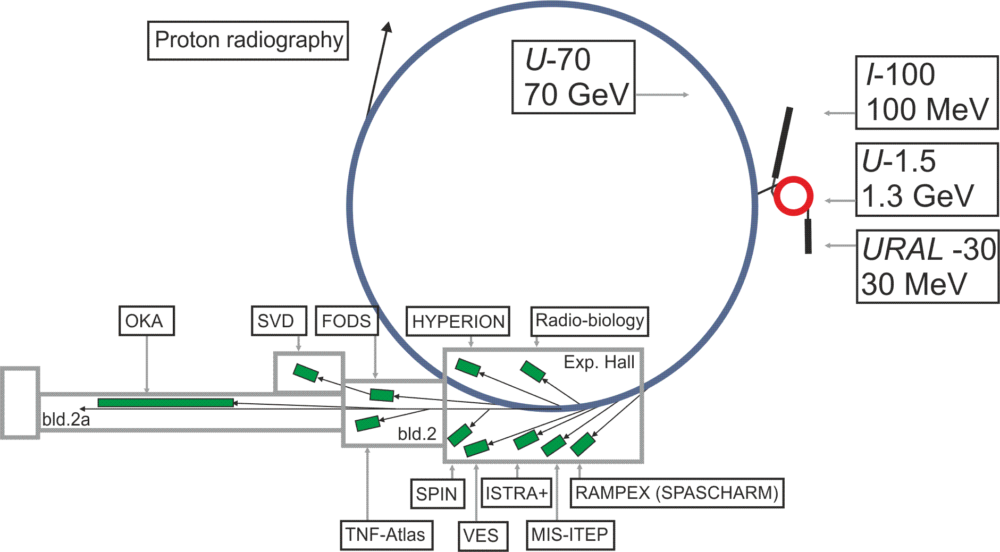 Proton radiography
U-70
70 GeV
I-100
100 MeV
U-1.5
1.3 GeV
URAL -30
30 MeV
OKA
SVD
FODS
HYPERION
Radio-biology
Exp. Hall
bld.2a
bld.2
SPIN
ISTRA+
RAMPEX (SPASCHARM)
TNF-Atlas
VES
MIS-ITEP